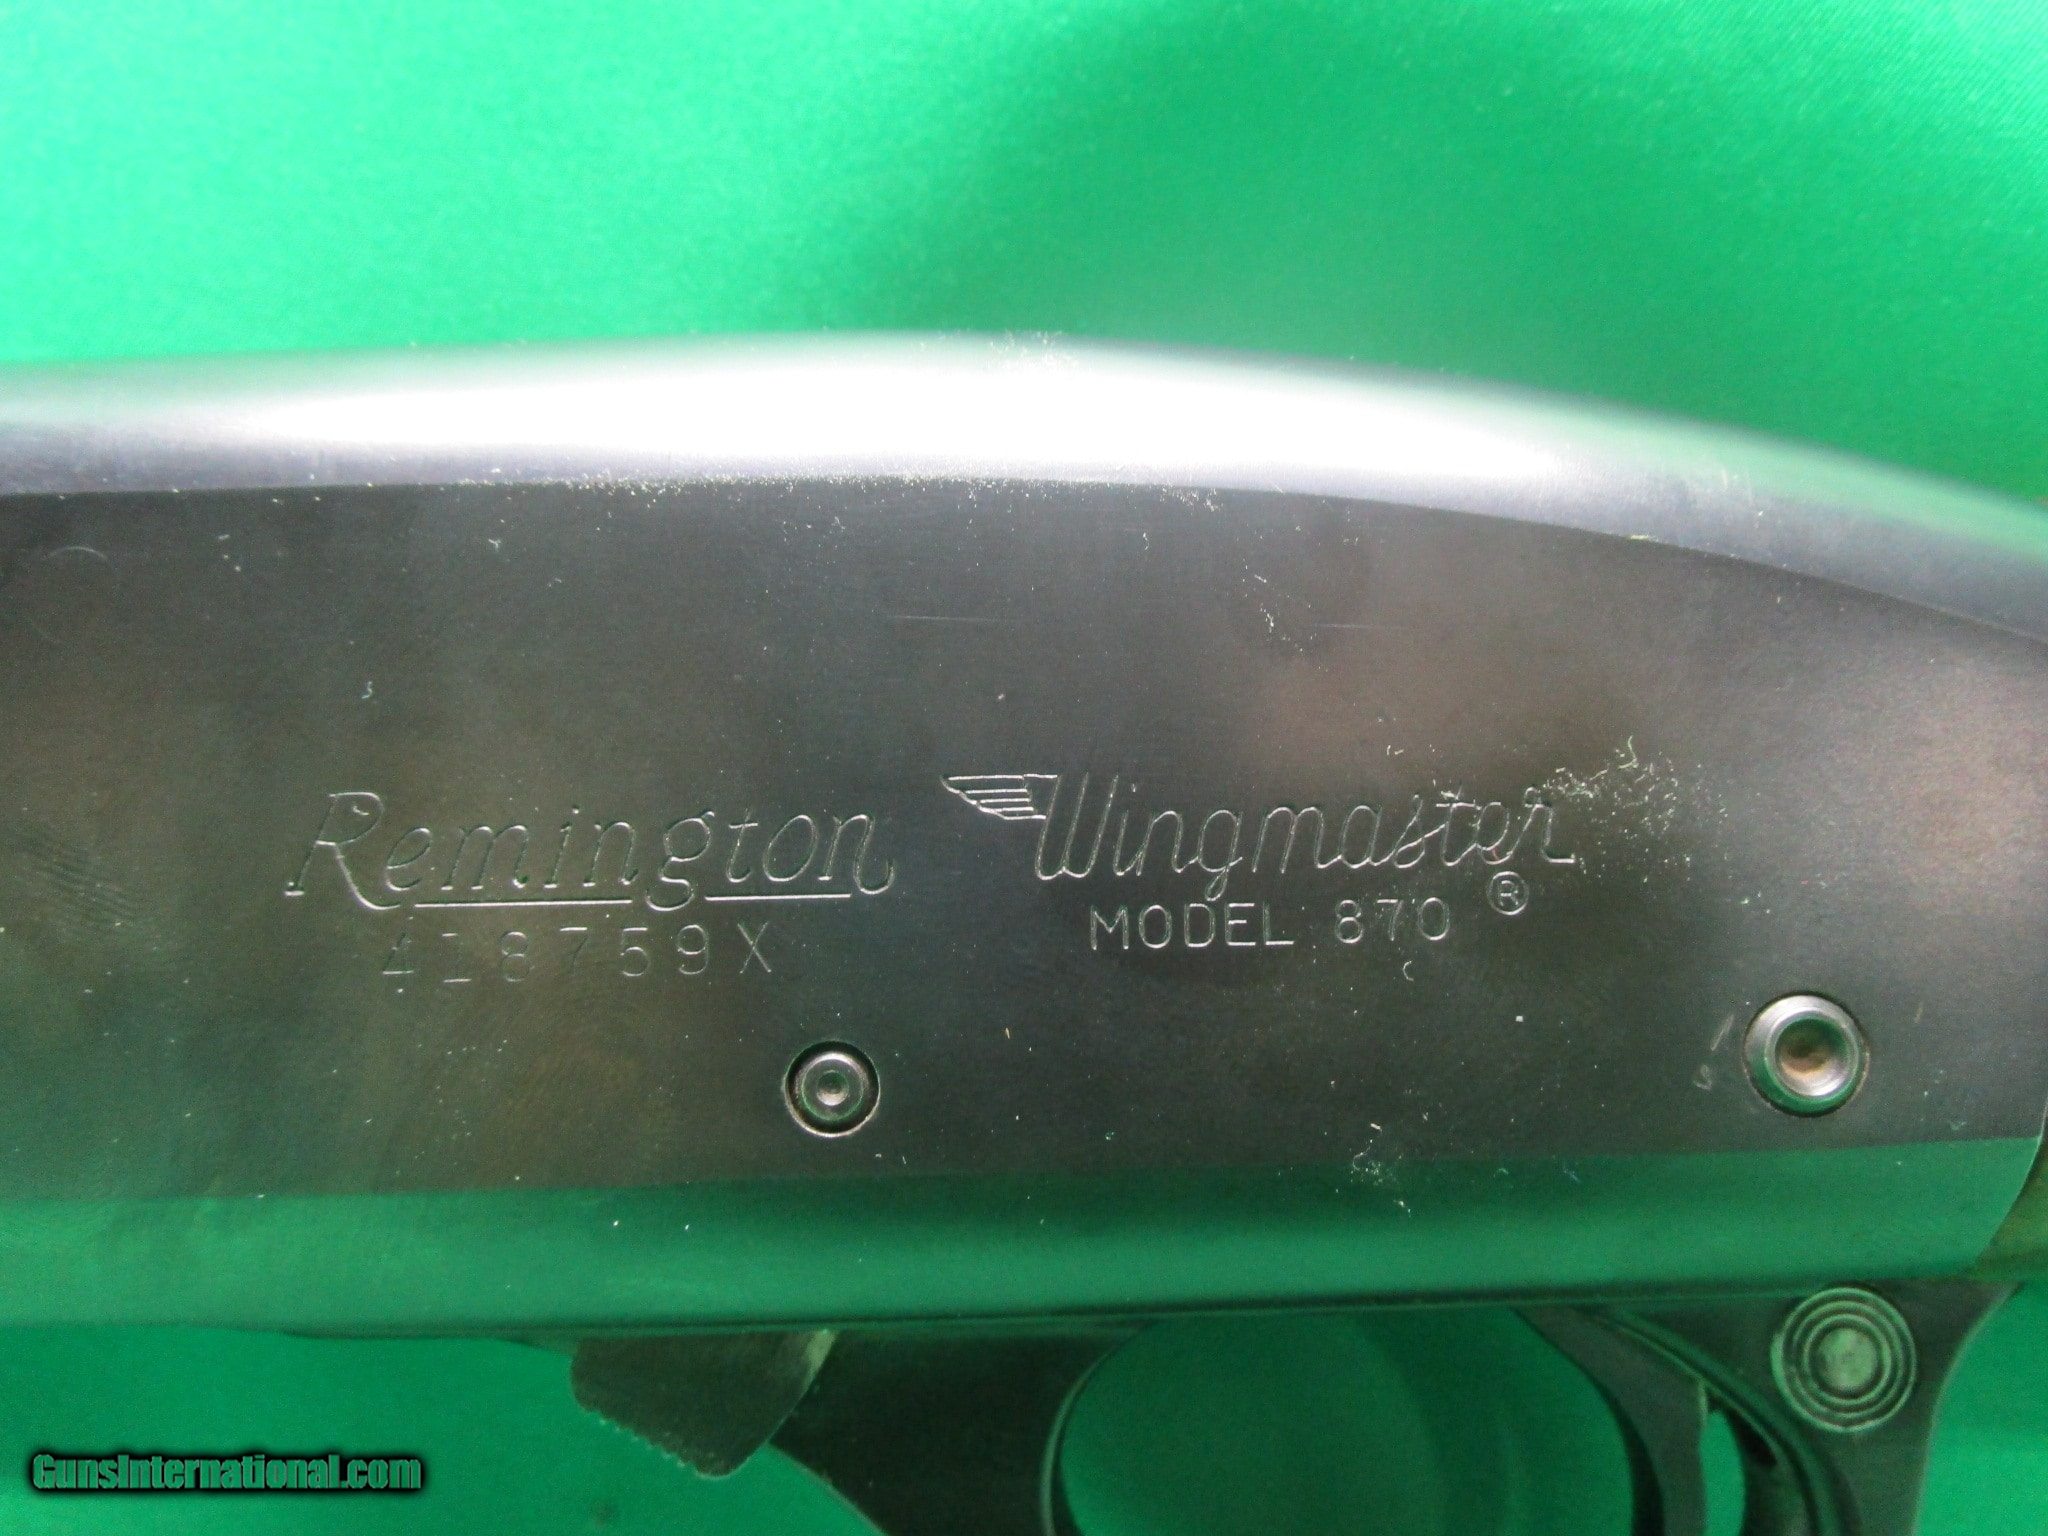 Remington
418759X
Wingmaster
®
MODEL 870
GunsInternational.com